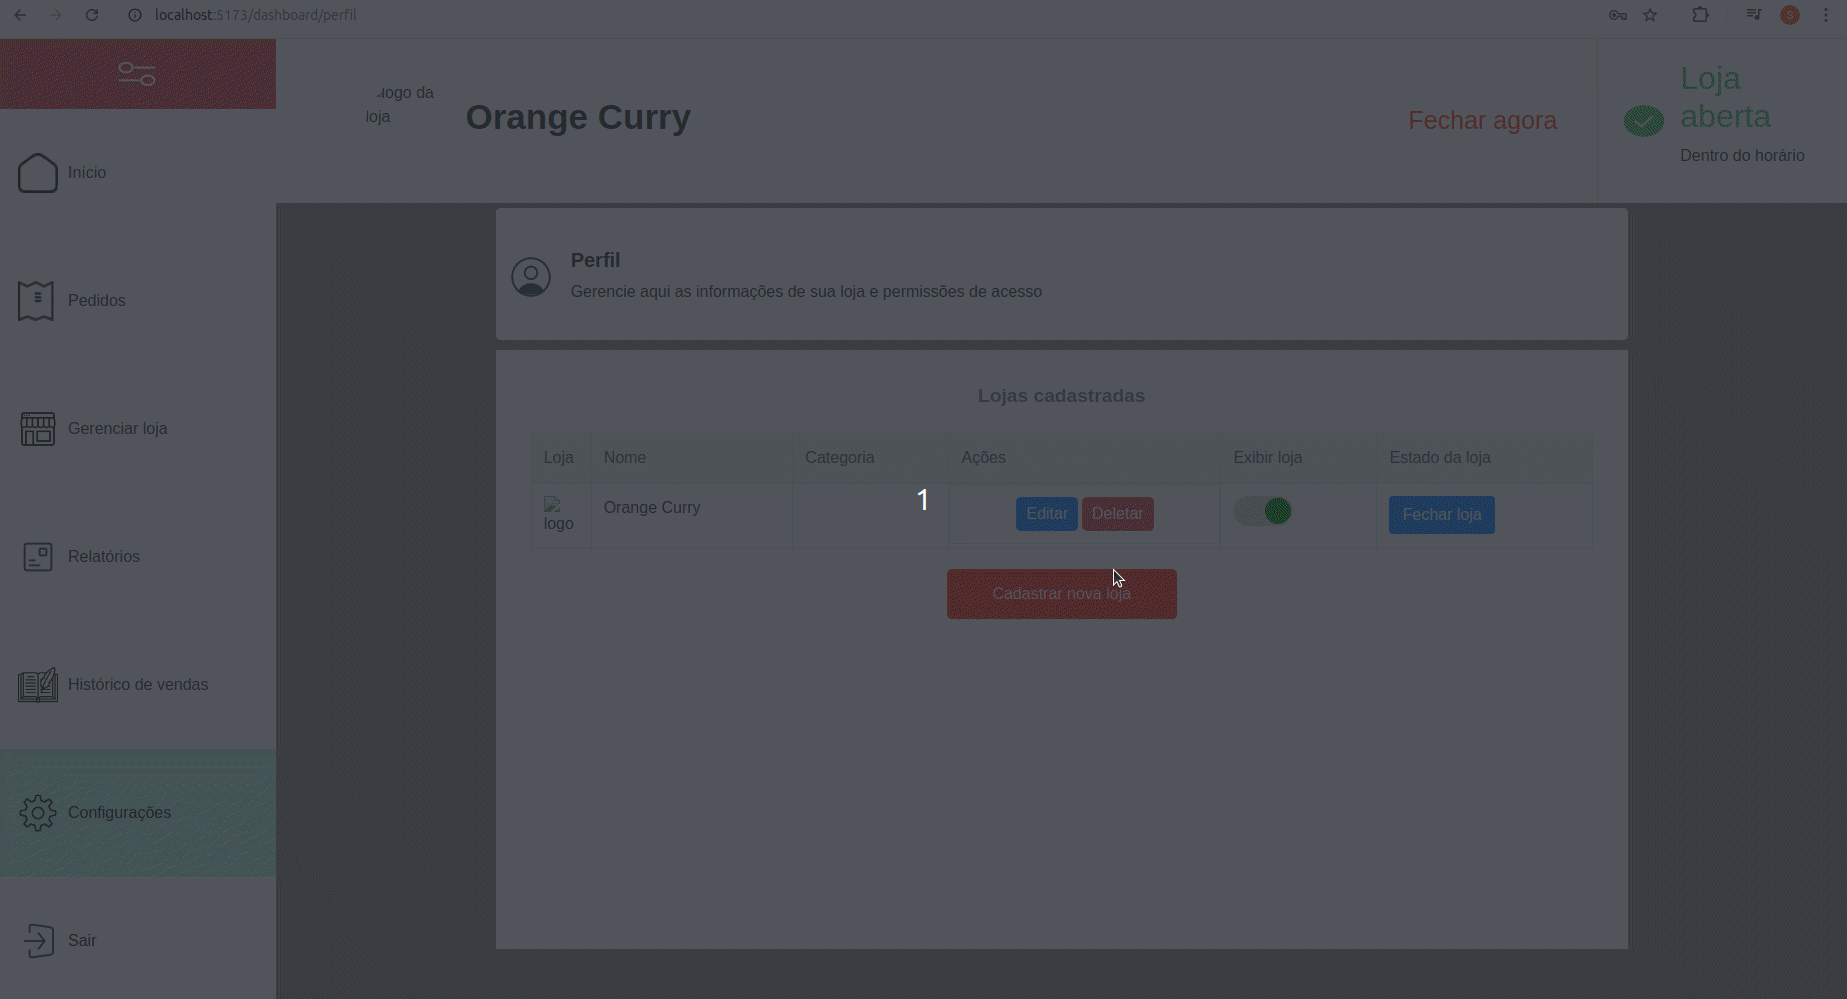 localhost:5173/dashboard/perfil
logo da
loja
Orange Curry
Fechar agora
Loja
aberta
Dentro do horário
Início
Pedidos
Gerenciar loja
Relatórios
Histórico de vendas
Configurações
Sair
Perfil
Gerencie aqui as informações de sua loja e permissões de acesso
Lojas cadastradas
Loja Nome Categoria Ações Exibir loja Estado da loja
logo Orange Curry Editar Deletar Fechar loja
1
Cadastrar nova loja